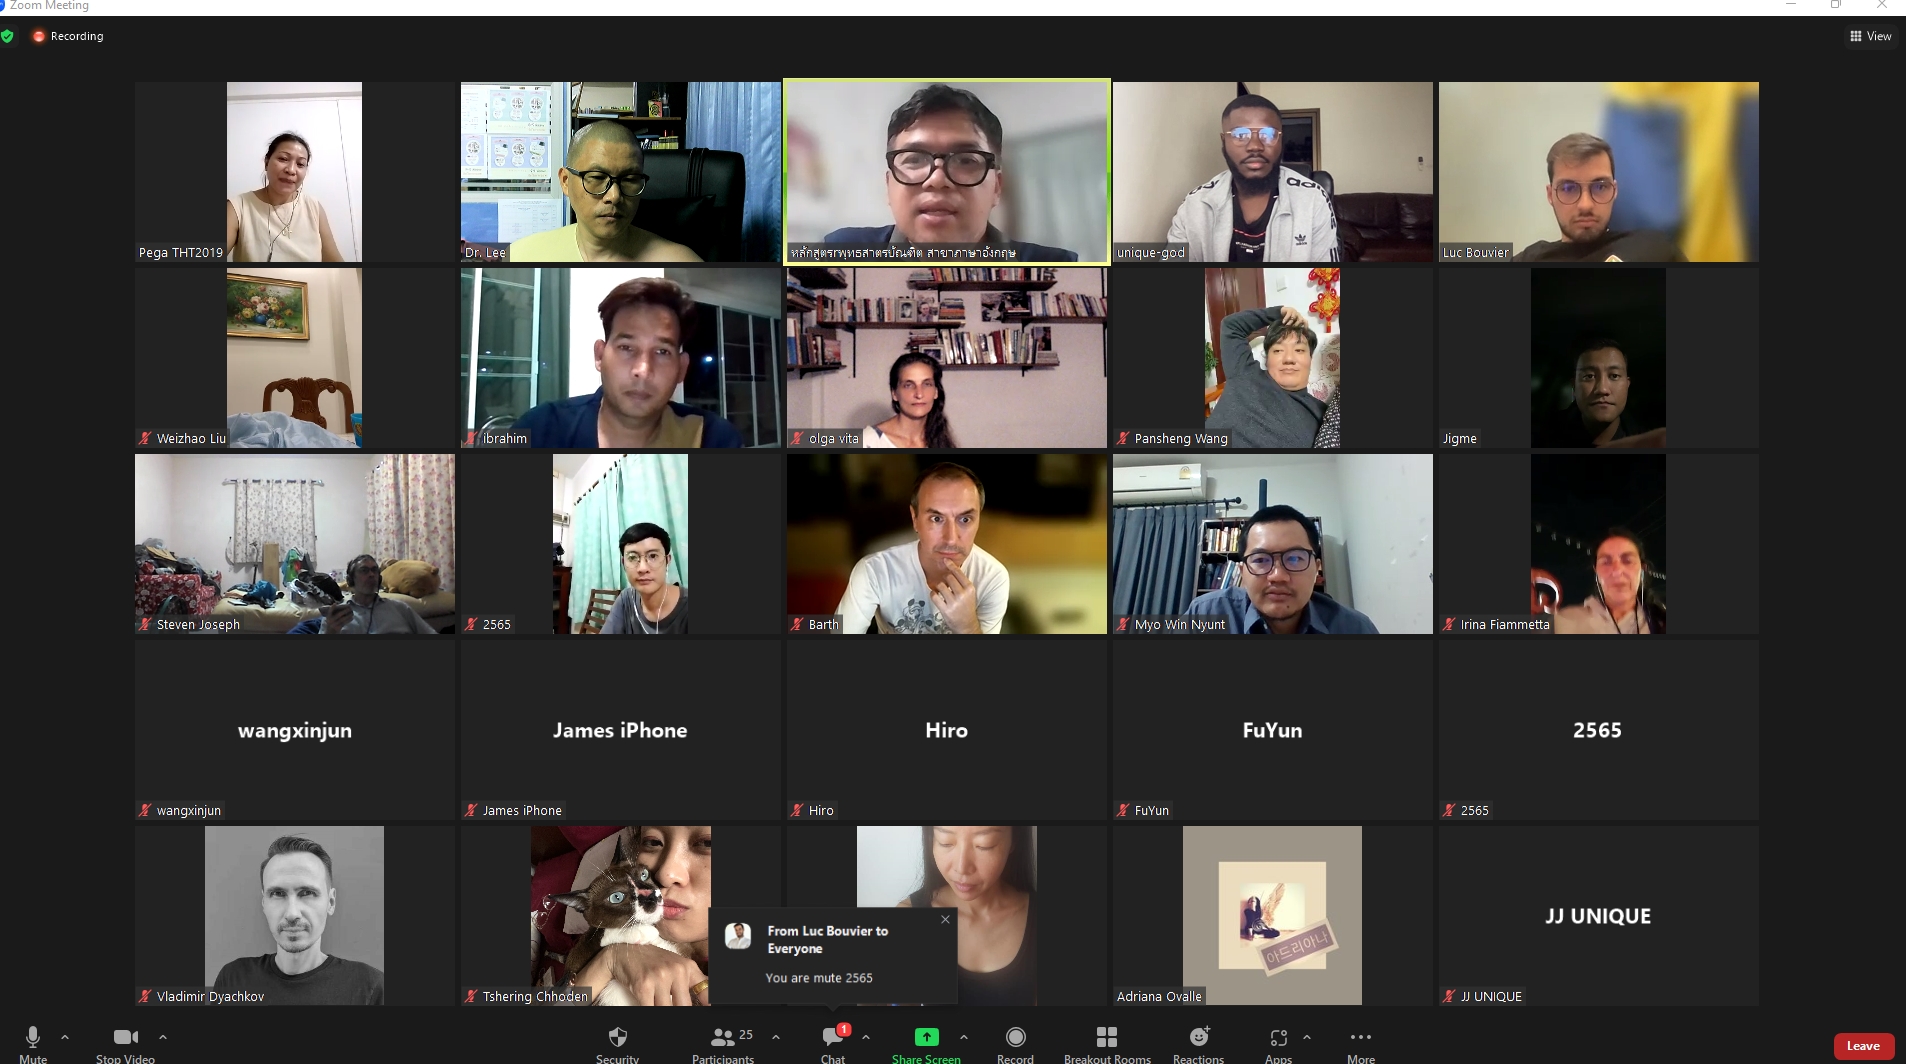 Zoom Meeting
Recording
View
Pega THT2019
Dr. Lee
หลักสูตรพุทธสาตรบัณฑิต สาขาภาษาอังกฤษ
unique-god
Luc Bouvier
Weizhao Liu
ibrahim
olga vita
Pansheng Wang
Jigme
Steven Joseph
2565
Barth
Myo Win Nyunt
Irina Fiammetta
wangxinjun
James iPhone
Hiro
FuYun
2565
wangxinjun
James iPhone
Hiro
FuYun
2565
JJ UNIQUE
아드리아나
From Luc Bouvier to
Everyone
You are mute 2565
Vladimir Dyachkov
Tshering Chhoden
Adriana Ovalle
JJ UNIQUE
25
1
Mute
Stop Video
Security
Participants
Chat
Share Screen
Record
Breakout Rooms
Reactions
Apps
More
Leave